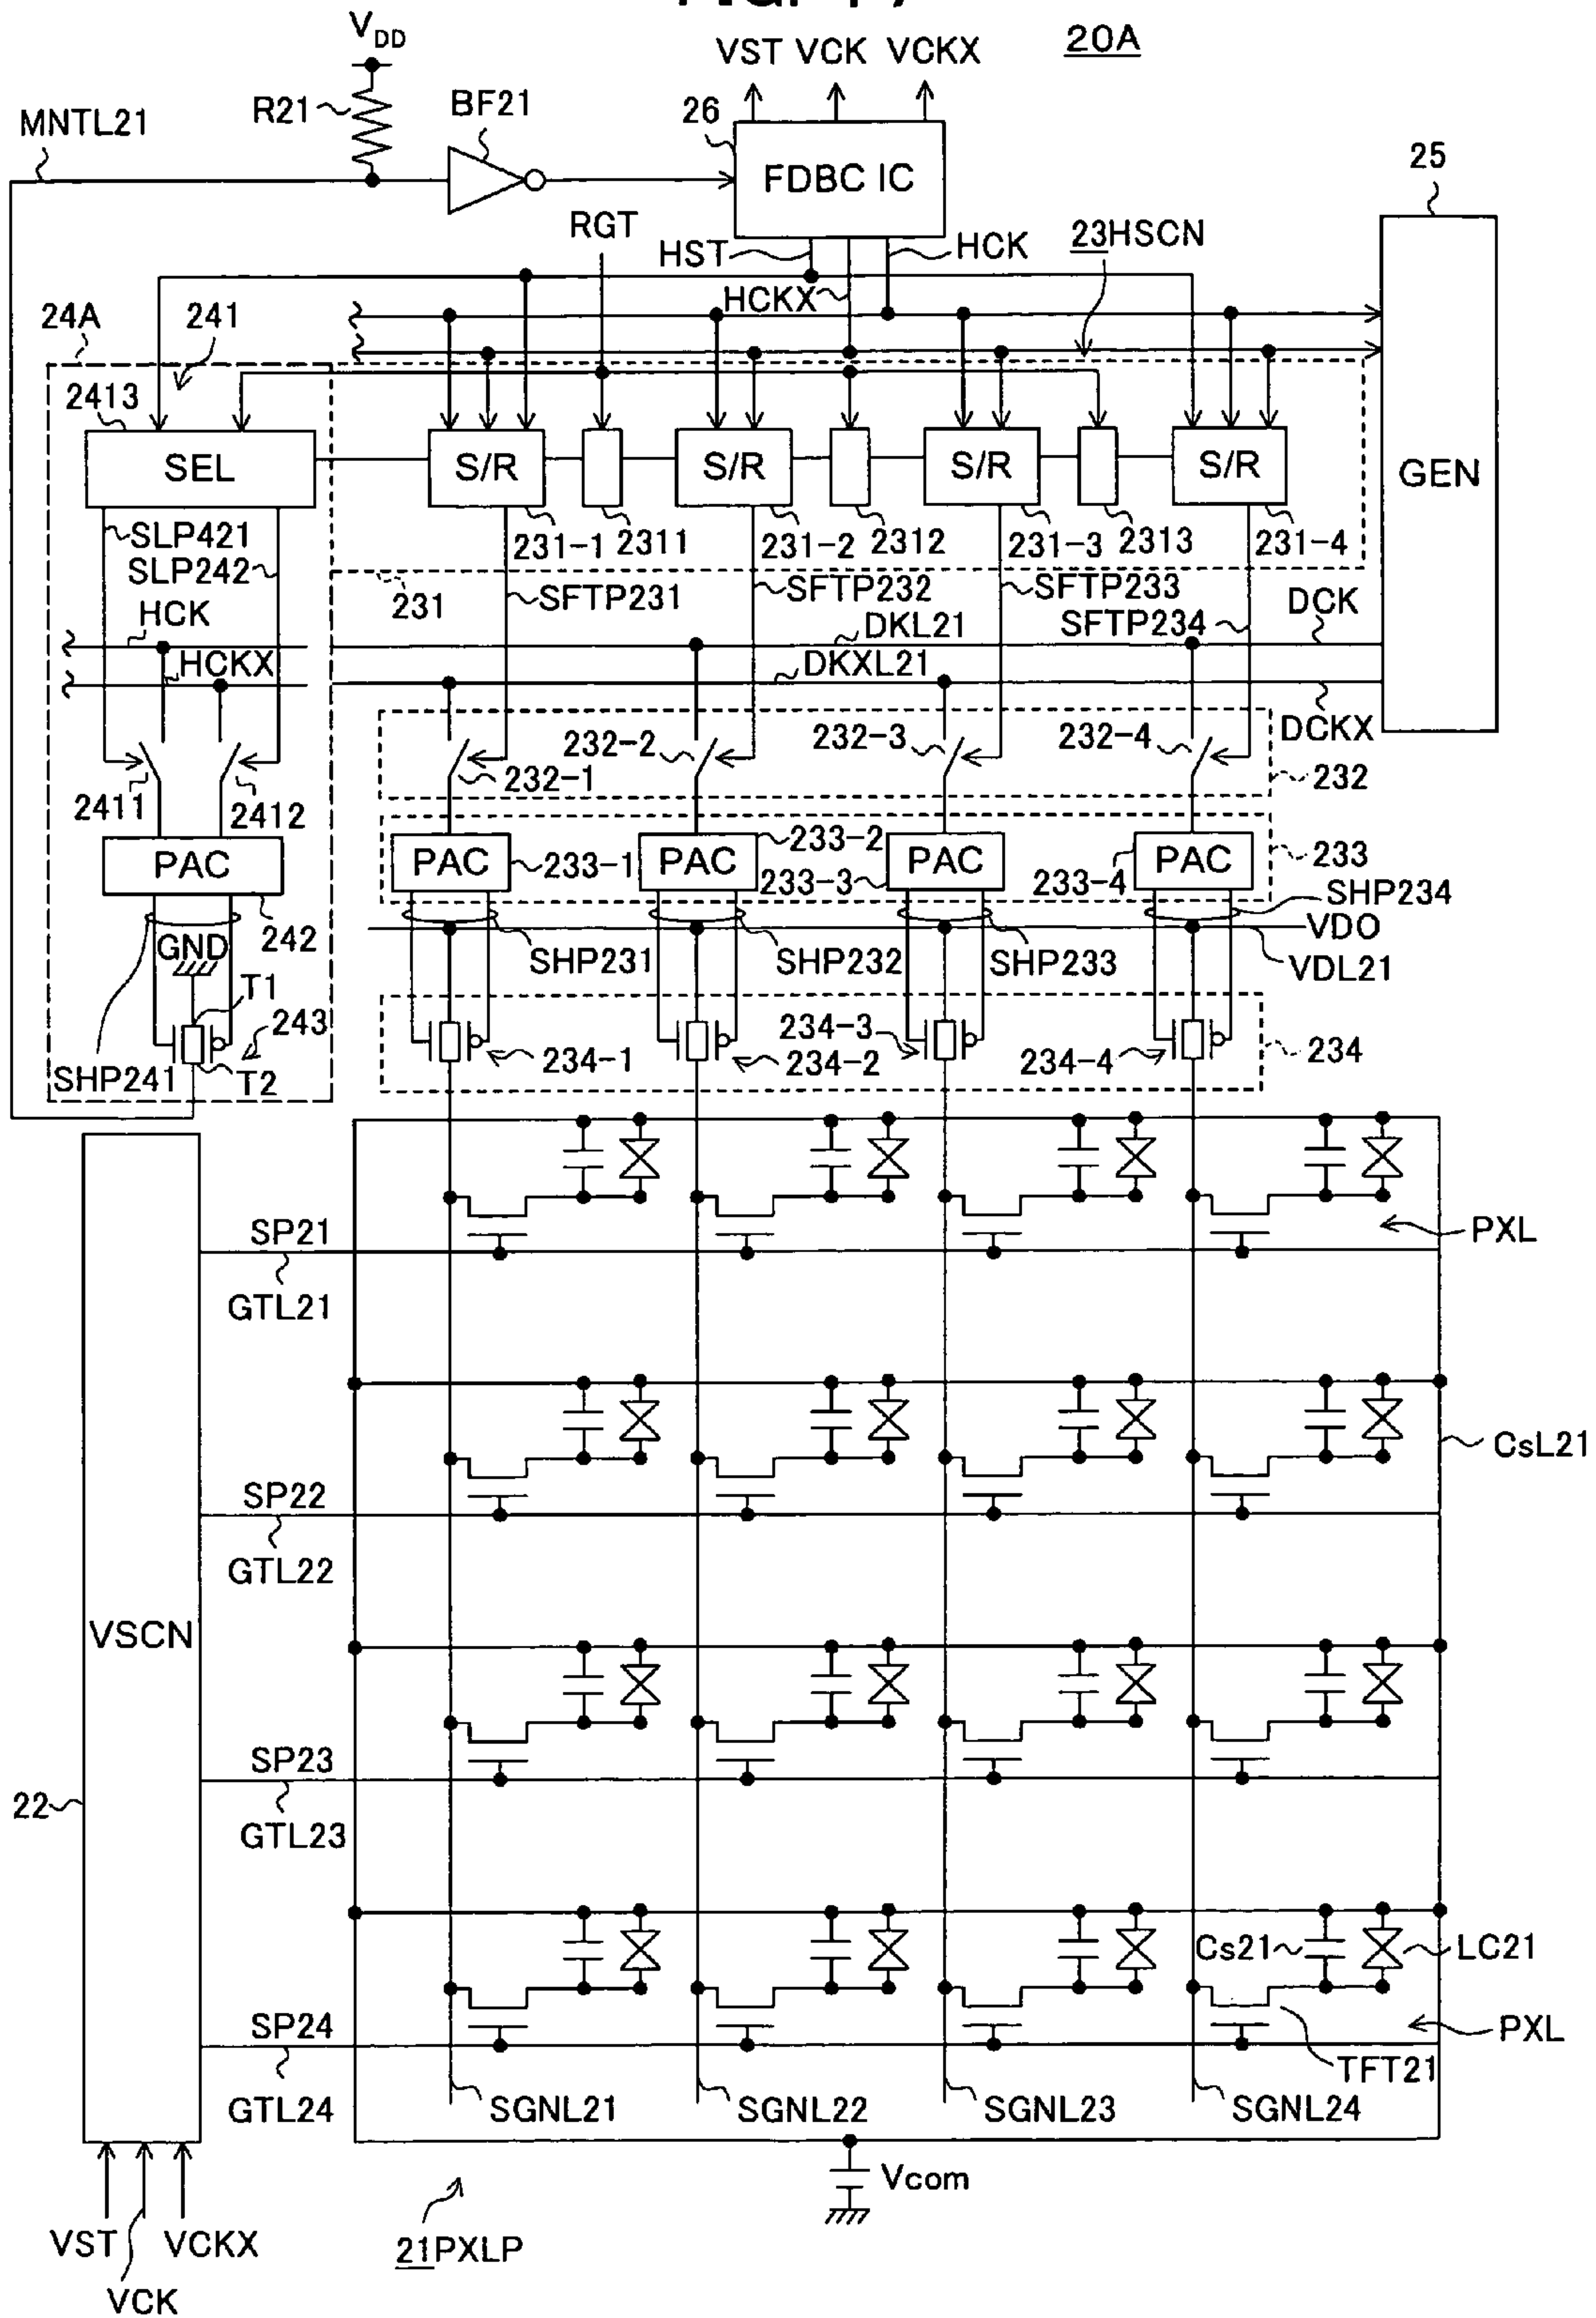 FIG. 17
20A
VDD
VST VCK VCKX
R21
BF21
26
MNTL21
FDBC IC
25
RGT
HST
HCK
23HSCN
HCKX
24A
241
2413
SEL
S/R
S/R
S/R
S/R
GEN
SLP421
231-1
2311
231-2
2312
231-3
2313
231-4
SLP242
231
SFTP231
SFTP232
SFTP233
SFTP234
HCK
DKL21
DCK
HCKX
DKXL21
DCKX
232-1
232-2
232-3
232-4
232
2411
2412
PAC
PAC
233-1
PAC
233-2
PAC
233-3
PAC
233-4
233
SHP234
242
GND
VDO
SHP231
SHP232
SHP233
VDL21
T1
243
SHP241
T2
234-1
234-2
234-3
234-4
234
SP21
GTL21
PXL
CsL21
SP22
GTL22
VSCN
22
SP23
GTL23
Cs21
LC21
SP24
GTL24
PXL
TFT21
SGNL21
SGNL22
SGNL23
SGNL24
Vcom
VST
VCK
VCKX
21PXLP